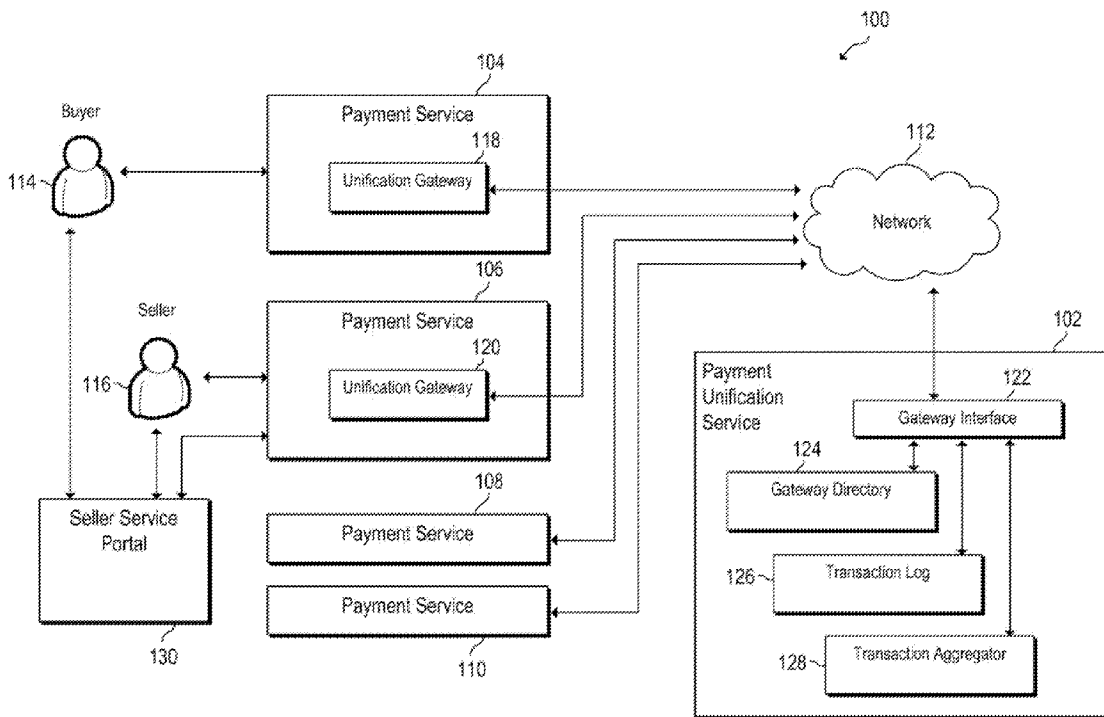 100
104
Buyer
Payment Service
118
112
114
Unification Gateway
Network
106
Seller
Payment Service
102
120
Payment
Unification
Service
122
116
Unification Gateway
Gateway Interface
124
Gateway Directory
108
Seller Service
Portal
Payment Service
126
Transaction Log
Payment Service
130
110
128
Transaction Aggregator